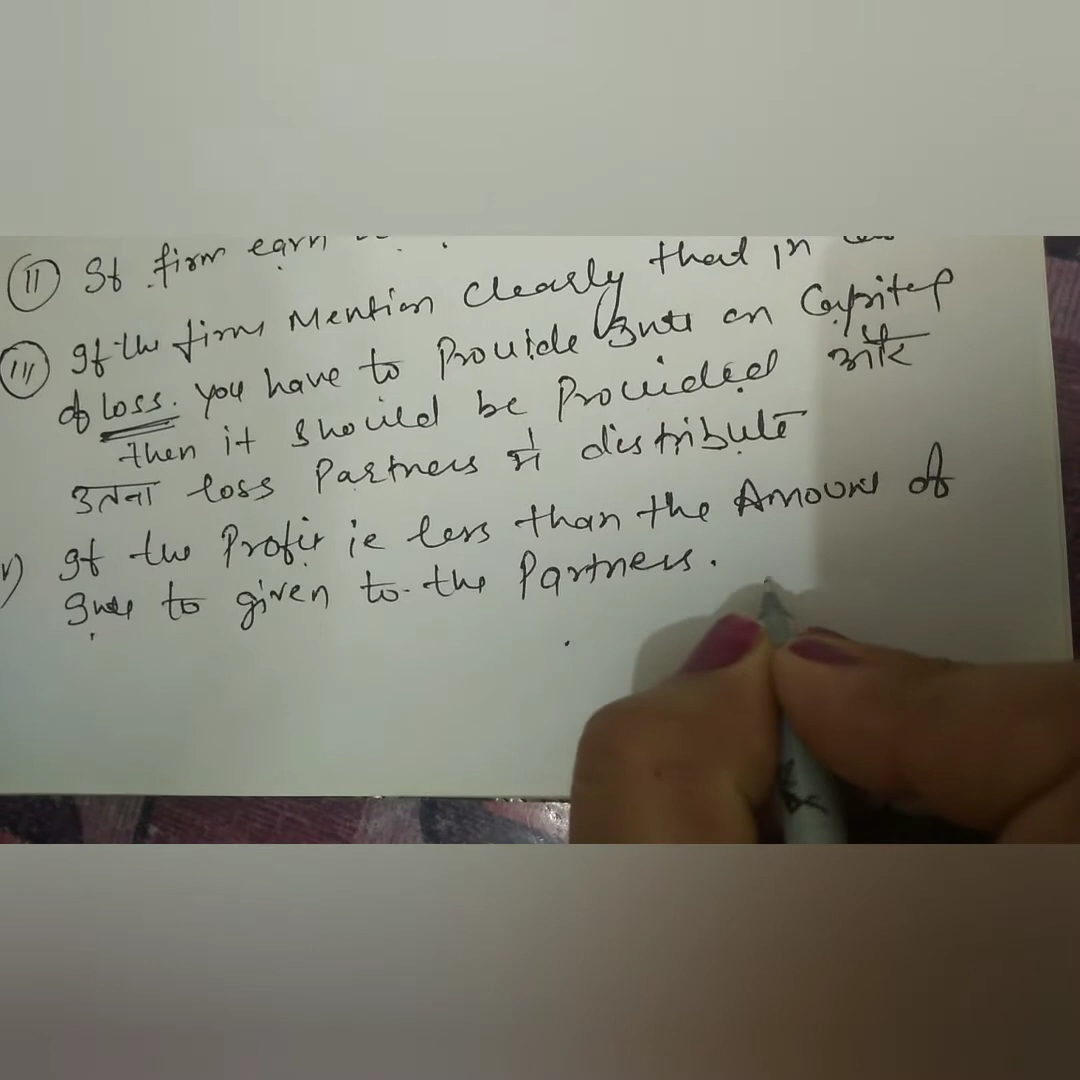 (II) If firm earn
(III) If the firm Mention Clearly that in
of loss. you have to Provide Int on Capital
then it should be Provided और
उतना loss Partners में distribute
If the Profit is less than the Amount of
Int to given to the Partners.